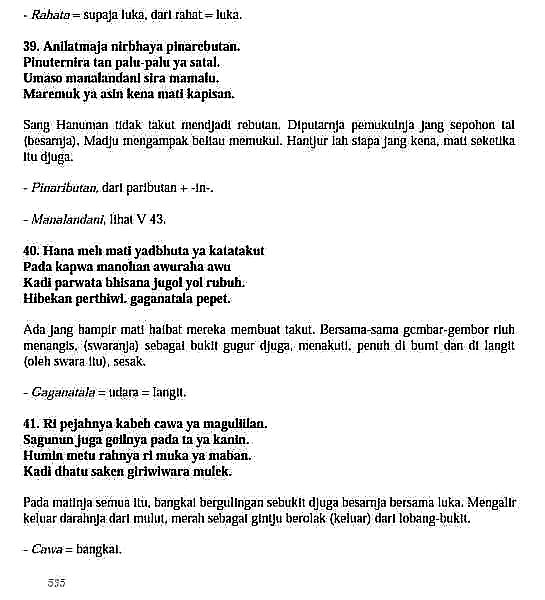 - Rahata = supaja luka, dari rahat = luka.
39. Anilatmaja nirbhaya pinarebutan.
Pinuternira tan palu-palu ya satal.
Umaso manalandani sira mamalu.
Maremuk ya asin kena mati kapisan.
Sang Hanuman tidak takut mendjadi rebutan. Diputarnja pemukulnja jang sepohon tal
(besarnja). Madju mengampak beliau memukul. Hantjur lah siapa jang kena, mati seketika
itu djuga.
- Pinaributan, dari paributan + -in-.
- Manalandani, lihat V 43.
40. Hana meh mati yadbhuta ya katatakut
Pada kapwa manohan awuraha awu
Kadi parwata bhisana jugol yol rubuh.
Hibekan perthiwi. gaganatala pepet.
Ada jang hampir mati haibat mereka membuat takut. Bersama-sama gembar-gembor riuh
menangis, (swaranja) sebagai bukit gugur djuga, menakuti, penuh di bumi dan di langit
(oleh swara itu), sesak.
- Gaganatala = udara = langit.
41. Ri pejahnya kabeh cawa ya magulilan.
Sagunun juga golinya pada ta ya kanin.
Humin metu rahnya ri muka ya maban.
Kadi dhatu saken giriwiwara mulek.
Pada matinja semua itu, bangkai bergulingan sebukit djuga besarnja bersama luka. Mengalir
keluar darahnja dari mulut, merah sebagai gintju berolak (keluar) dari lobang-bukit.
- Cawa = bangkai.
535